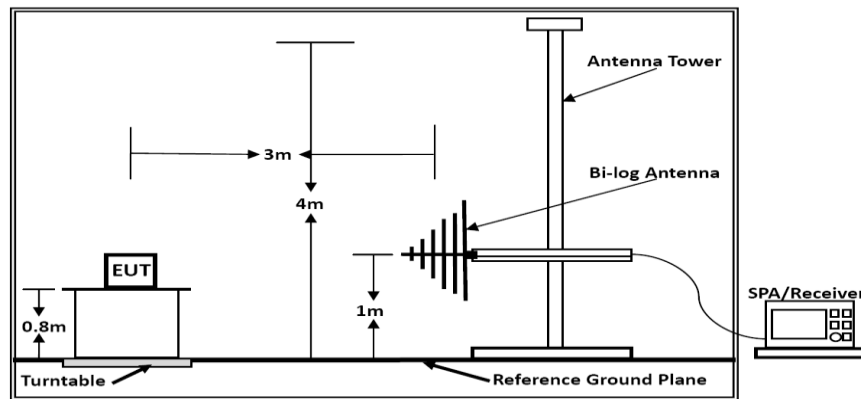 Antenna Tower
3m
Bi-log Antenna
4m
EUT
SPA/Receiver
0.8m
1m
Turntable
Reference Ground Plane